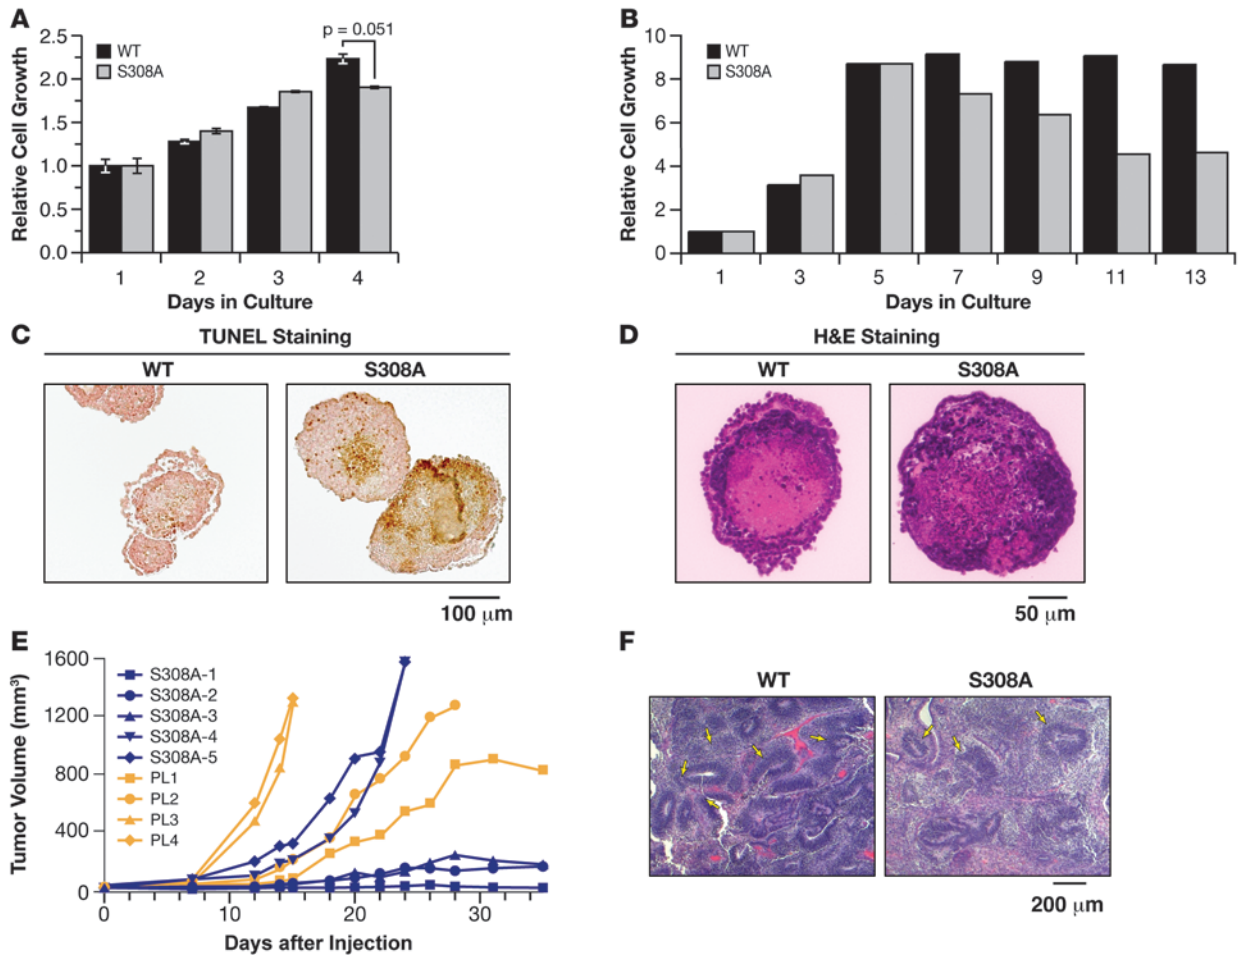 A
p = 0.051
WT
S308A
2.5
2.0
1.5
1.0
0.5
0.0
Relative Cell Growth
1 2 3 4
Days in Culture
B
WT
S308A
10
8
6
4
2
0
Relative Cell Growth
1 3 5 7 9 11 13
Days in Culture
C
TUNEL Staining
WT S308A
100 μm
D
H&E Staining
WT S308A
50 μm
E
1600
1200
800
400
0
Tumor Volume (mm³)
S308A-1
S308A-2
S308A-3
S308A-4
S308A-5
PL1
PL2
PL3
PL4
0 10 20 30
Days after Injection
F
WT S308A
200 μm